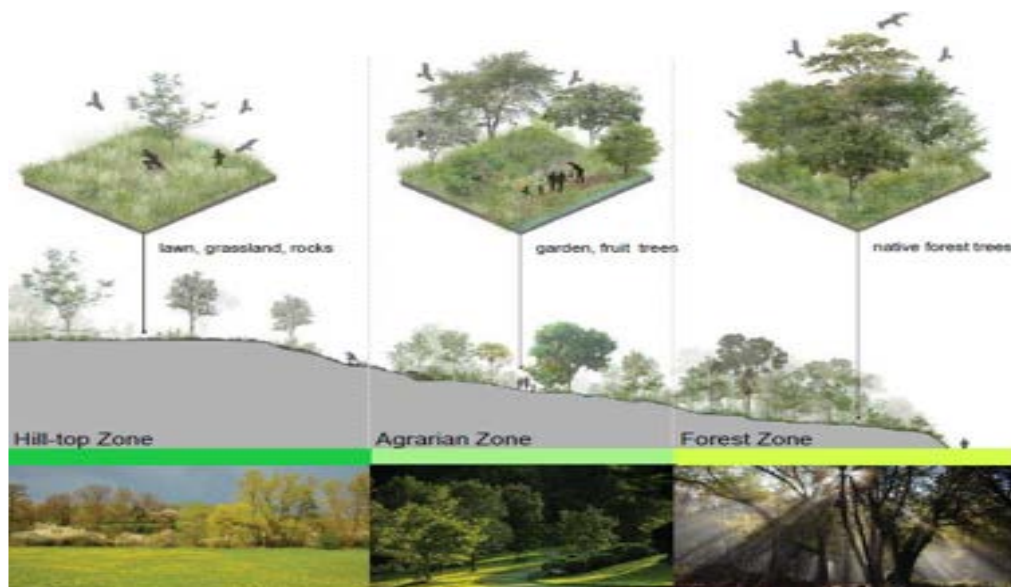 lawn, grassland, rocks
garden, fruit trees
native forest trees
Hill-top Zone
Agrarian Zone
Forest Zone